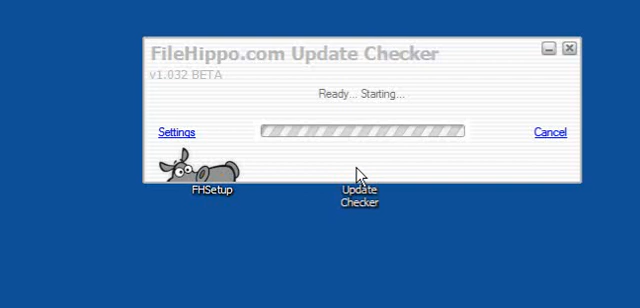 FileHippo.com Update Checker
v1.032 BETA
Ready... Starting...
Settings
Cancel
FHSetup
Update
Checker